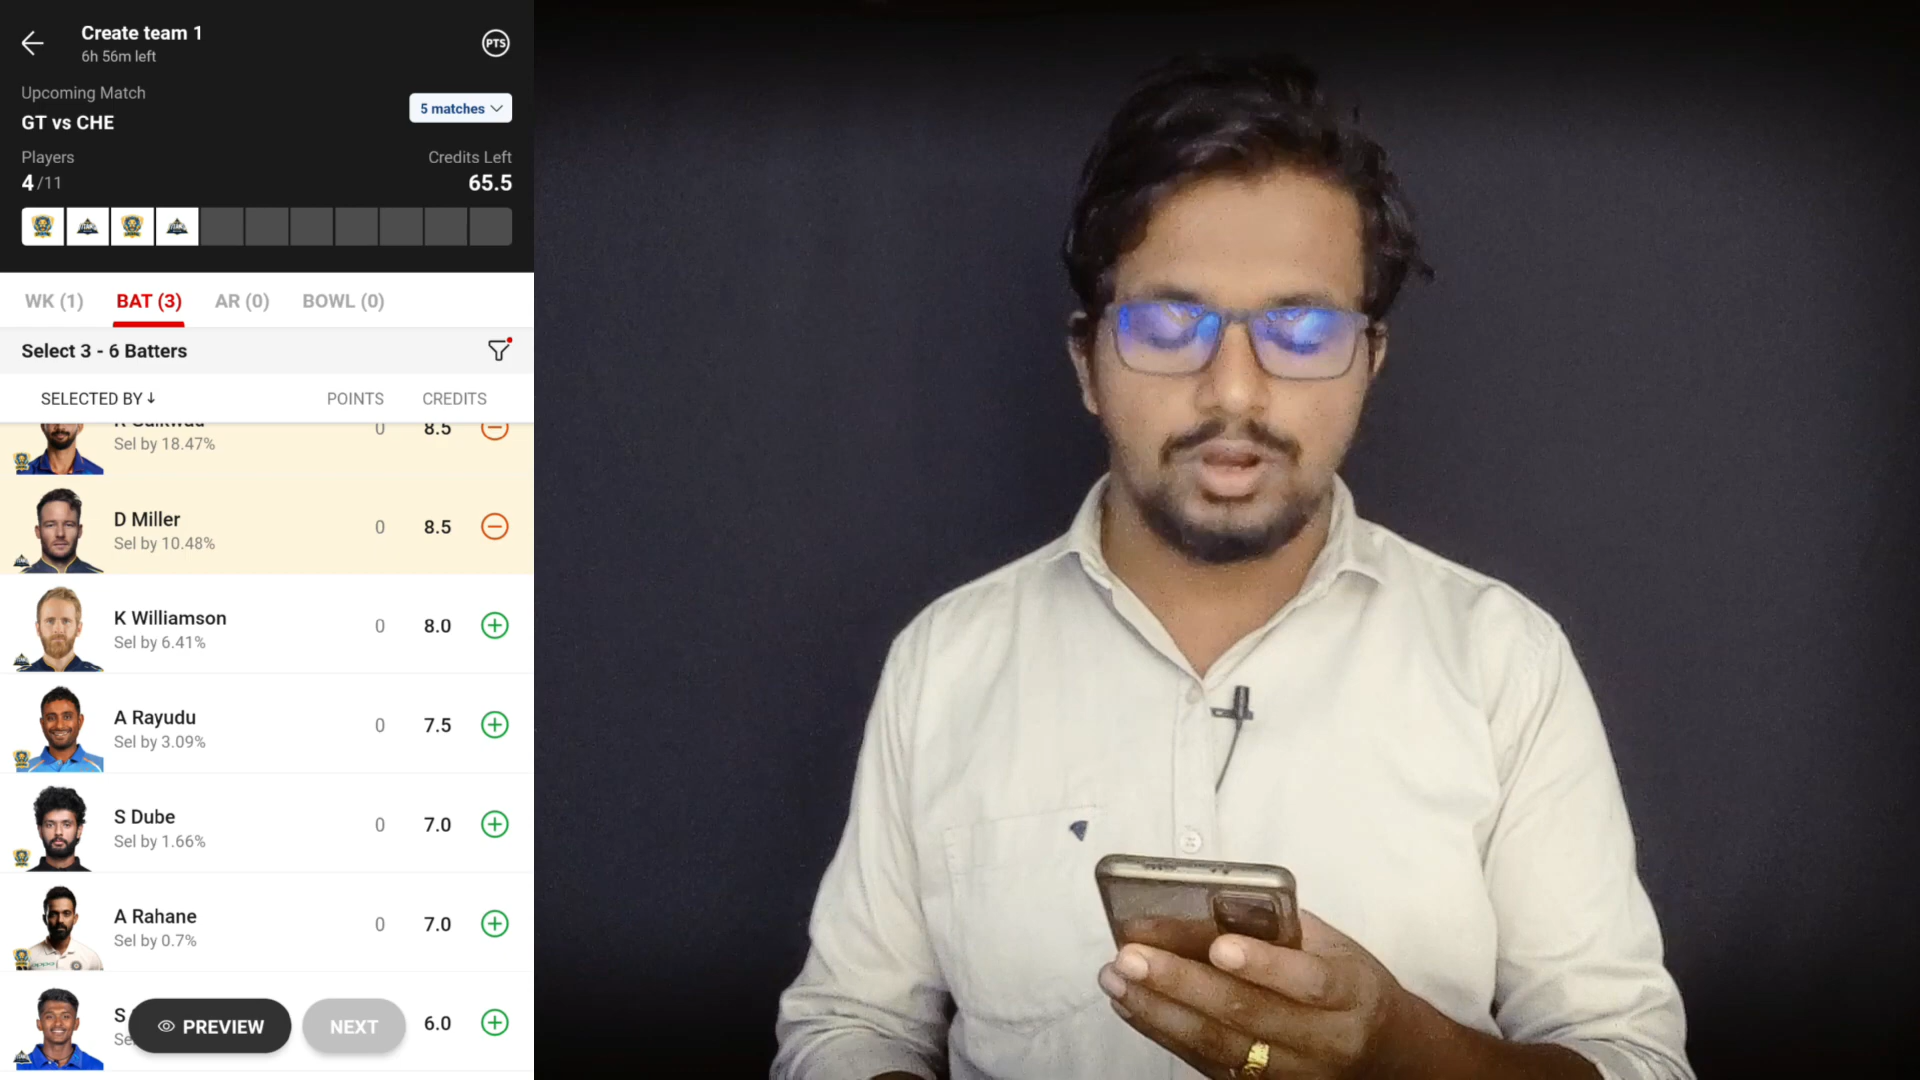 Create team 1
6h 56m left
PTS
Upcoming Match
5 matches
GT vs CHE
Players
Credits Left
4/11
65.5
WK (1) BAT (3) AR (0) BOWL (0)
Select 3 - 6 Batters
SELECTED BY↓ POINTS CREDITS
0 8.5
Sel by 18.47%
D Miller
0 8.5
Sel by 10.48%
K Williamson
0 8.0
Sel by 6.41%
A Rayudu
0 7.5
Sel by 3.09%
S Dube
0 7.0
Sel by 1.66%
A Rahane
0 7.0
Sel by 0.7%
S
PREVIEW NEXT 6.0